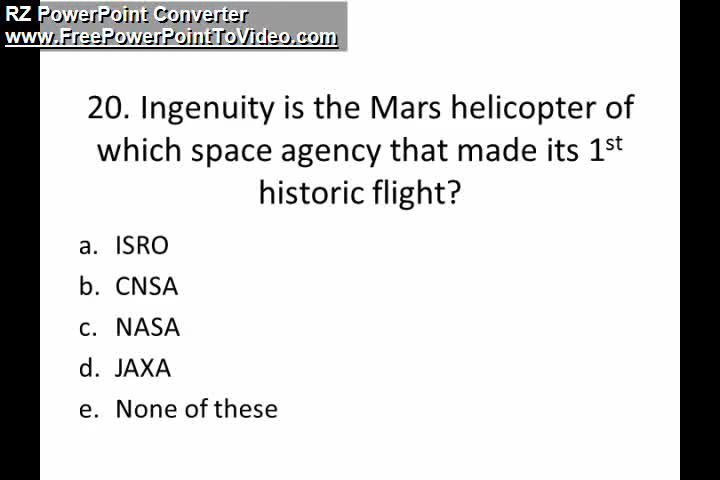 RZ PowerPoint Converter
www.FreePowerPointToVideo.com
20. Ingenuity is the Mars helicopter of
which space agency that made its 1st
historic flight?
a. ISRO
b. CNSA
c. NASA
d. JAXA
e. None of these